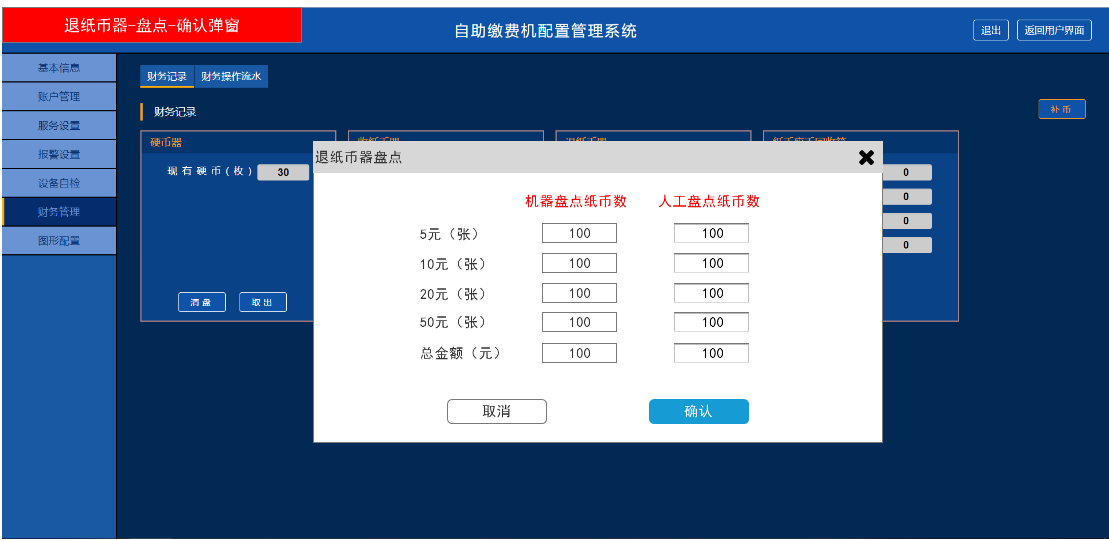 退纸币器-盘点-确认弹窗
自助缴费机配置管理系统
退出
返回用户界面
基本信息
账户管理
服务设置
报警设置
设备自检
财务管理
图形配置
财务记录 财务操作流水
财务记录
补币
硬币器
现有硬币(枚) 30
清盘 取出
0
0
0
0
退纸币器盘点 ✖
机器盘点纸币数 人工盘点纸币数
5元（张） 100 100
10元（张） 100 100
20元（张） 100 100
50元（张） 100 100
总金额（元） 100 100
取消 确认